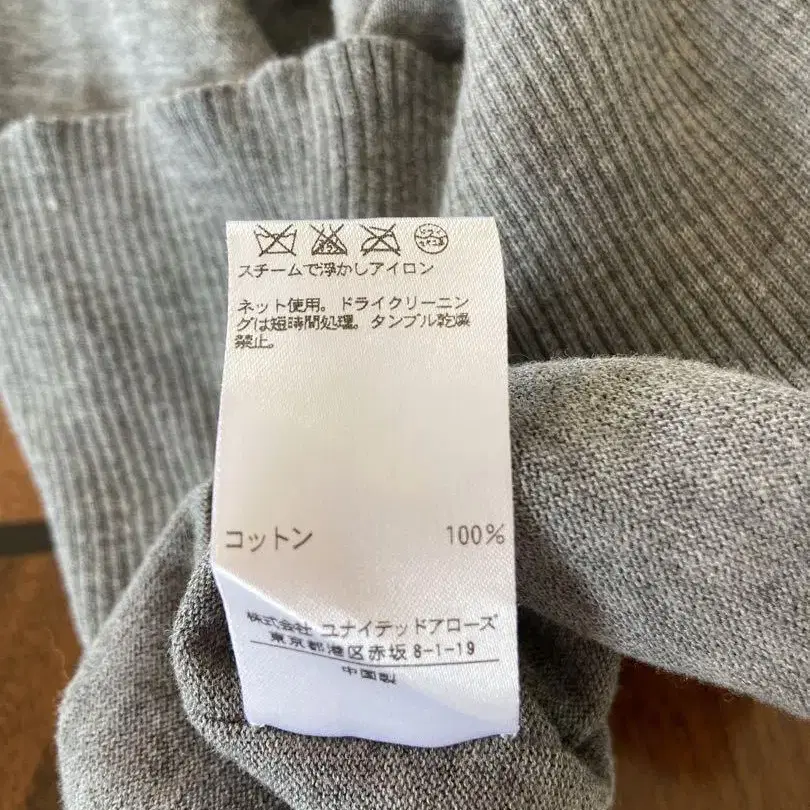 スチームで浮かしアイロン
ネット使用。ドライクリーニン
グは短時間処理。タンブル乾燥
禁止。
コットン 100%
株式会社 ユナイテッドアローズ
東京都港区赤坂 8-1-19
中国製